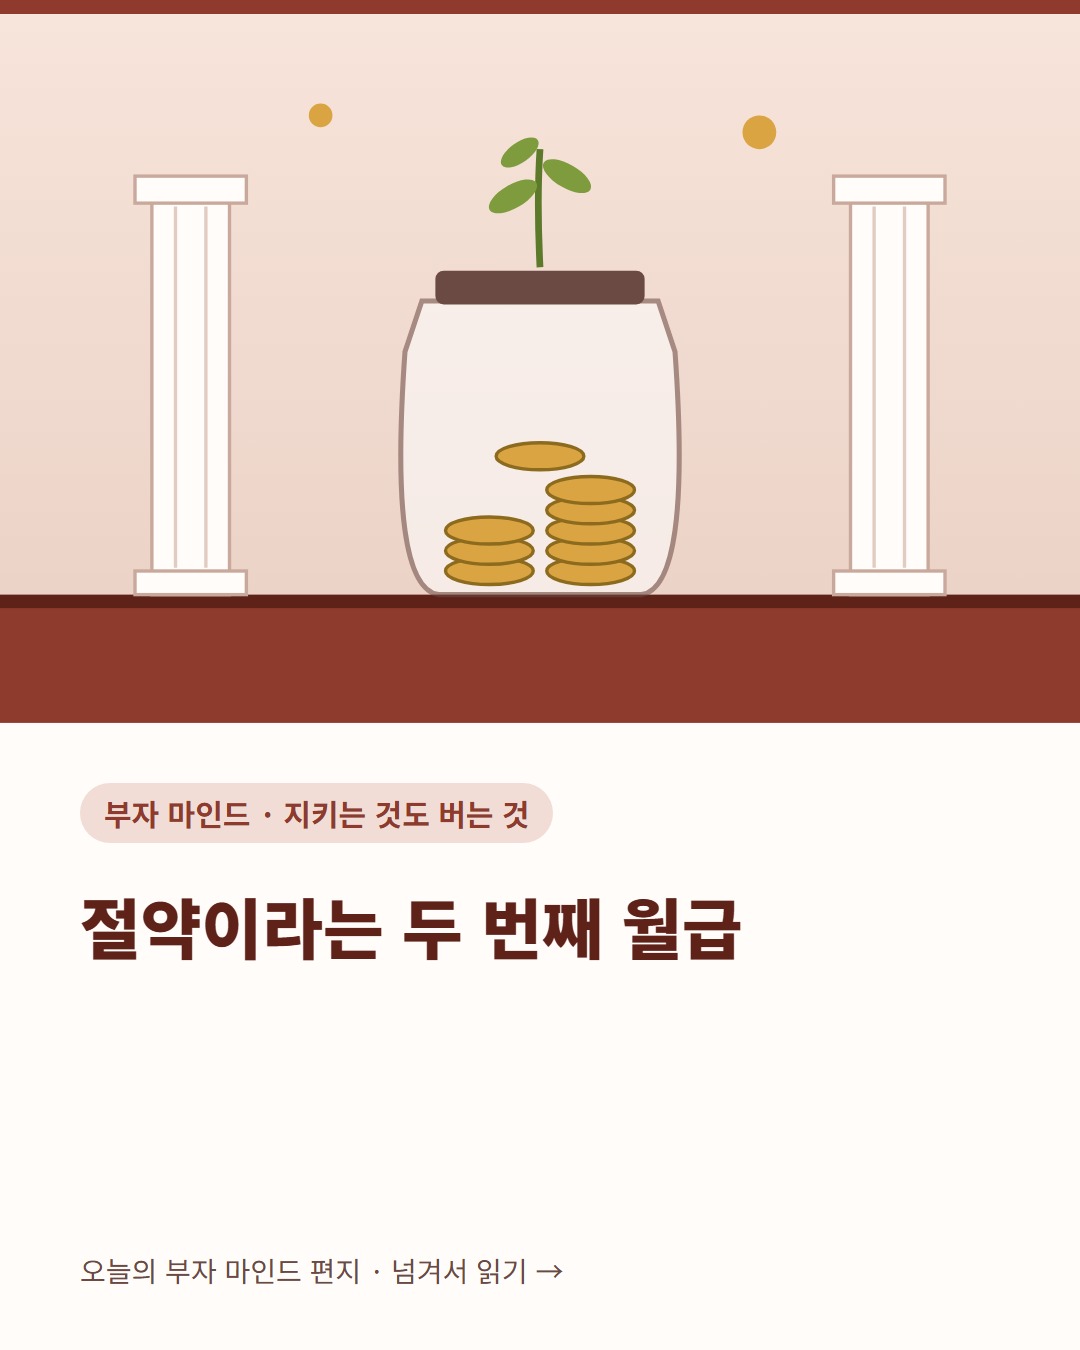 부자 마인드 · 지키는 것도 버는 것
절약이라는 두 번째 월급
오늘의 부자 마인드 편지 · 넘겨서 읽기 →